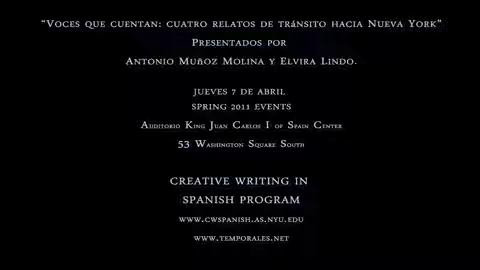 “Voces que cuentan: cuatro relatos de tránsito hacia Nueva York”
Presentados por
Antonio Muñoz Molina y Elvira Lindo.
jueves 7 de abril
spring 2011 events
Auditorio King Juan Carlos I of Spain Center
53 Washington Square South
CREATIVE WRITING IN
SPANISH PROGRAM
www.cwspanish.as.nyu.edu
www.temporales.net